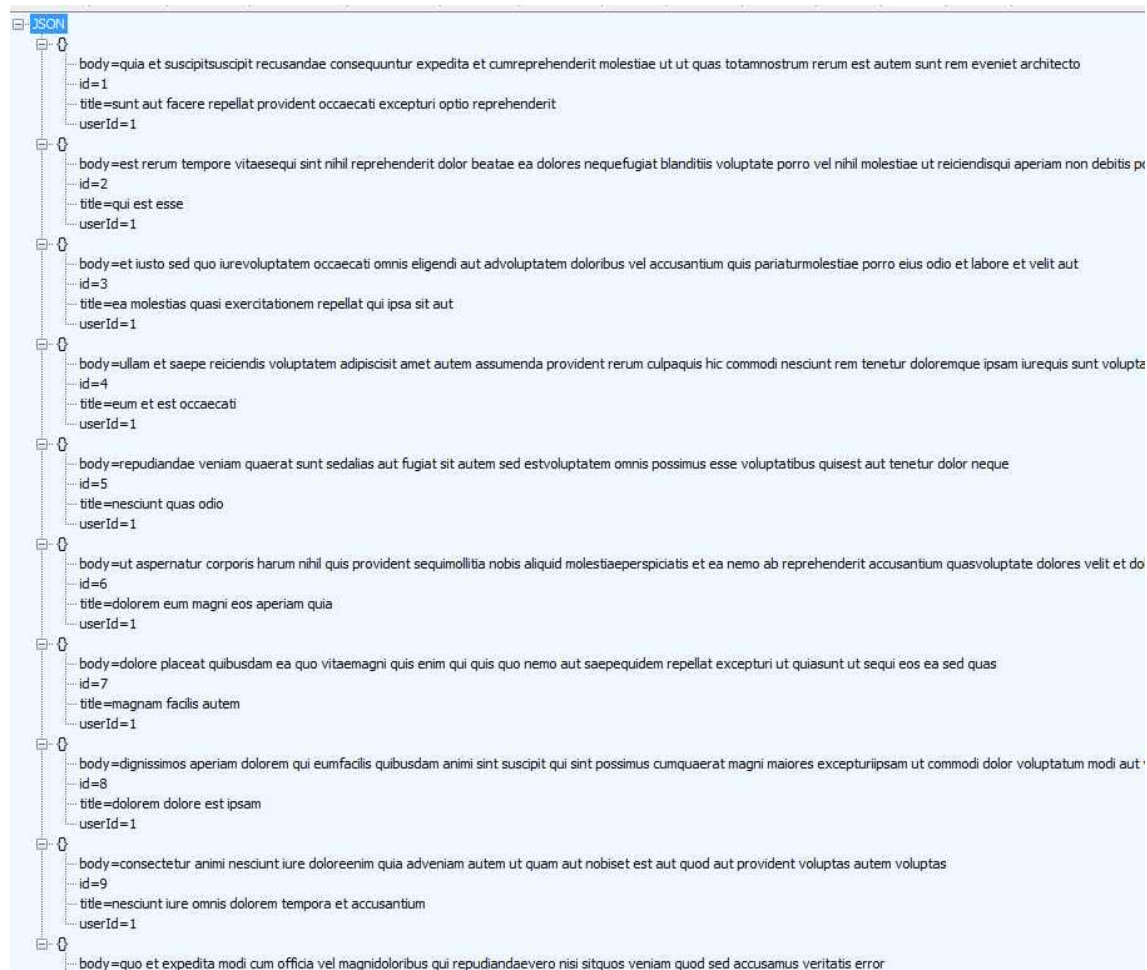 JSON
{}
body=quia et suscipitsuscipit recusandae consequuntur expedita et cumreprehenderit molestiae ut ut quas totamnostrum rerum est autem sunt rem eveniet architecto
id=1
title=sunt aut facere repellat provident occaecati excepturi optio reprehenderit
userId=1
{}
body=est rerum tempore vitaesequi sint nihil reprehenderit dolor beatae ea dolores nequefugiat blanditiis voluptate porro vel nihil molestiae ut reiciendisqui aperiam non debitis po
id=2
title=qui est esse
userId=1
{}
body=et iusto sed quo iurevoluptatem occaecati omnis eligendi aut advoluptatem doloribus vel accusantium quis pariaturmolestiae porro eius odio et labore et velit aut
id=3
title=ea molestias quasi exercitationem repellat qui ipsa sit aut
userId=1
{}
body=ullam et saepe reiciendis voluptatem adipiscisit amet autem assumenda provident rerum culpaquis hic commodi nesciunt rem tenetur doloremque ipsam iurequis sunt volupta
id=4
title=eum et est occaecati
userId=1
{}
body=repudiandae veniam quaerat sunt sedalias aut fugiat sit autem sed estvoluptatem omnis possimus esse voluptatibus quisest aut tenetur dolor neque
id=5
title=nesciunt quas odio
userId=1
{}
body=ut aspernatur corporis harum nihil quis provident sequimollitia nobis aliquid molestiaeperspiciatis et ea nemo ab reprehenderit accusantium quasvoluptate dolores velit et dol
id=6
title=dolorem eum magni eos aperiam quia
userId=1
{}
body=dolore placeat quibusdam ea quo vitaemagni quis enim qui quis quo nemo aut saepequidem repellat excepturi ut quiasunt ut sequi eos ea sed quas
id=7
title=magnam facilis autem
userId=1
{}
body=dignissimos aperiam dolorem qui eumfacilis quibusdam animi sint suscipit qui sint possimus cumquaerat magni maiores excepturiipsam ut commodi dolor voluptatum modi aut v
id=8
title=dolorem dolore est ipsam
userId=1
{}
body=consectetur animi nesciunt iure doloreenim quia adveniam autem ut quam aut nobiset est aut quod aut provident voluptas autem voluptas
id=9
title=nesciunt iure omnis dolorem tempora et accusantium
userId=1
{}
body=quo et expedita modi cum officia vel magnidoloribus qui repudiandaevero nisi sitquos veniam quod sed accusamus veritatis error